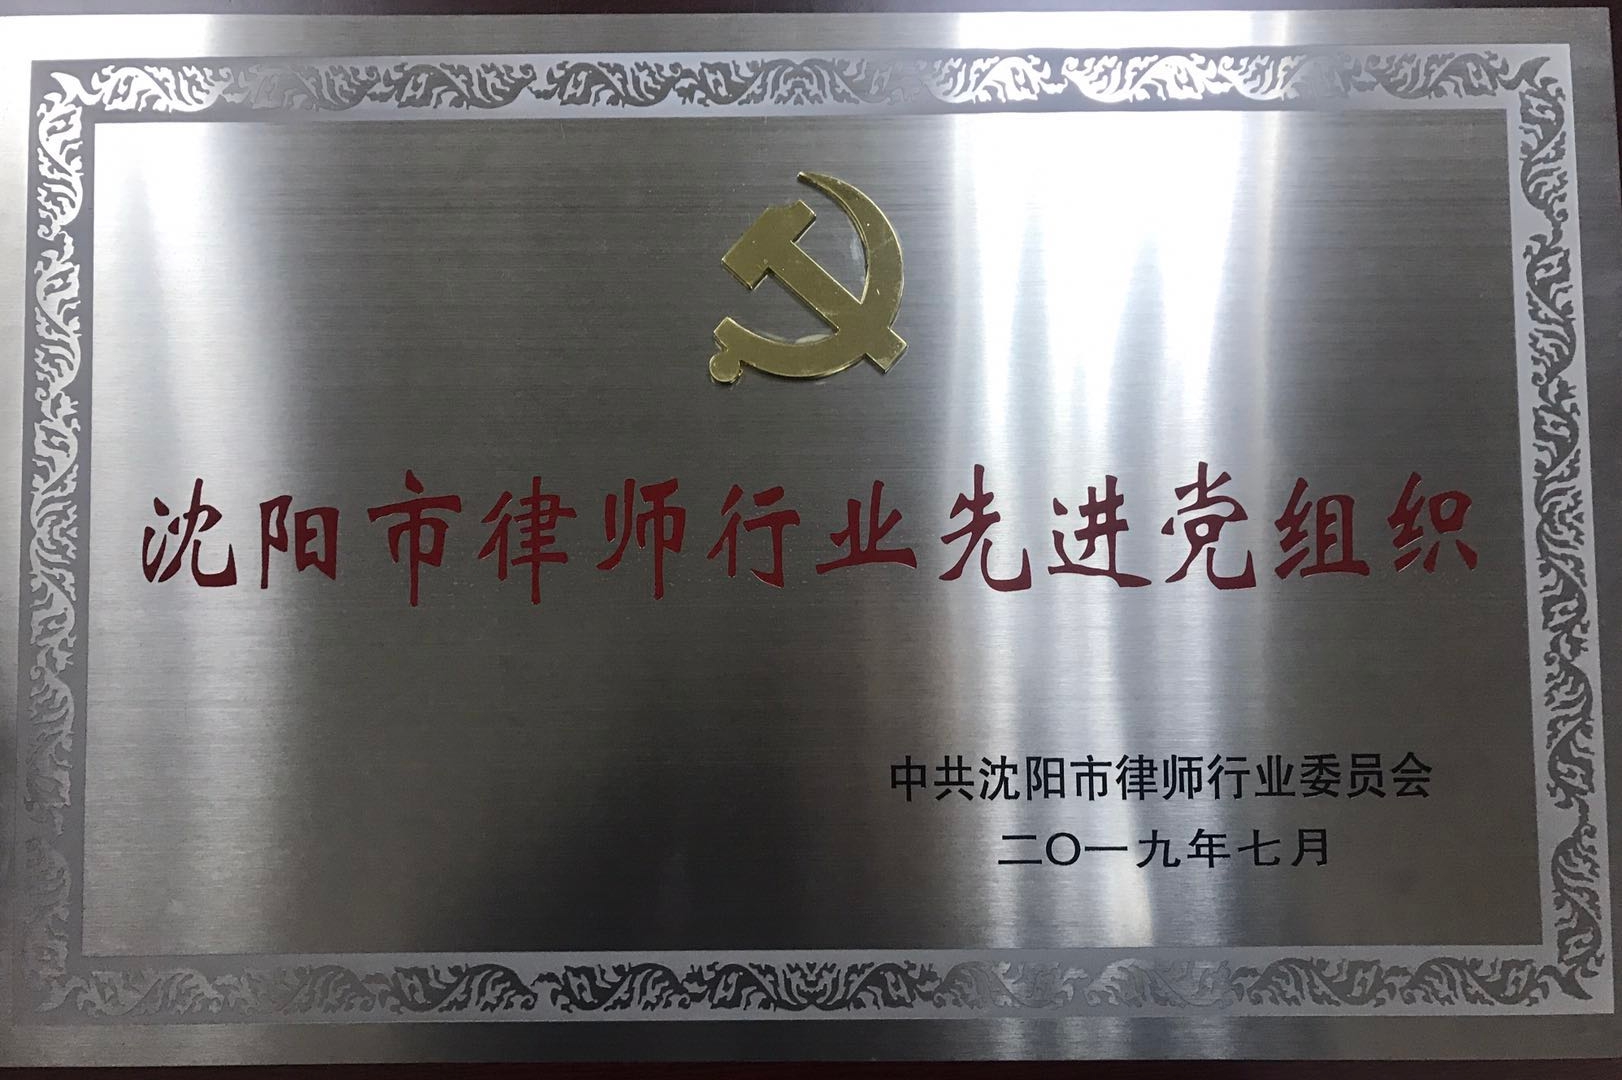 沈阳市律师行业先进党组织
中共沈阳市律师行业委员会
二〇一九年七月